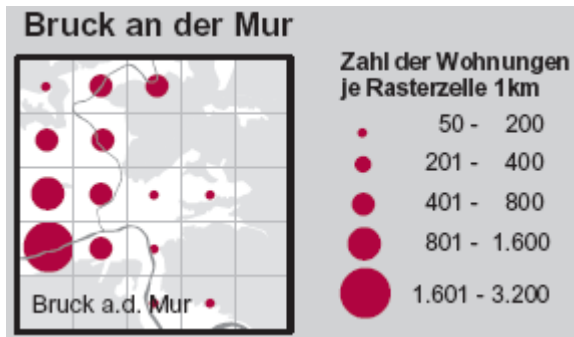 Bruck an der Mur
Zahl der Wohnungen
je Rasterzelle 1km
50 - 200
201 - 400
401 - 800
801 - 1.600
1.601 - 3.200
Bruck a.d. Mur